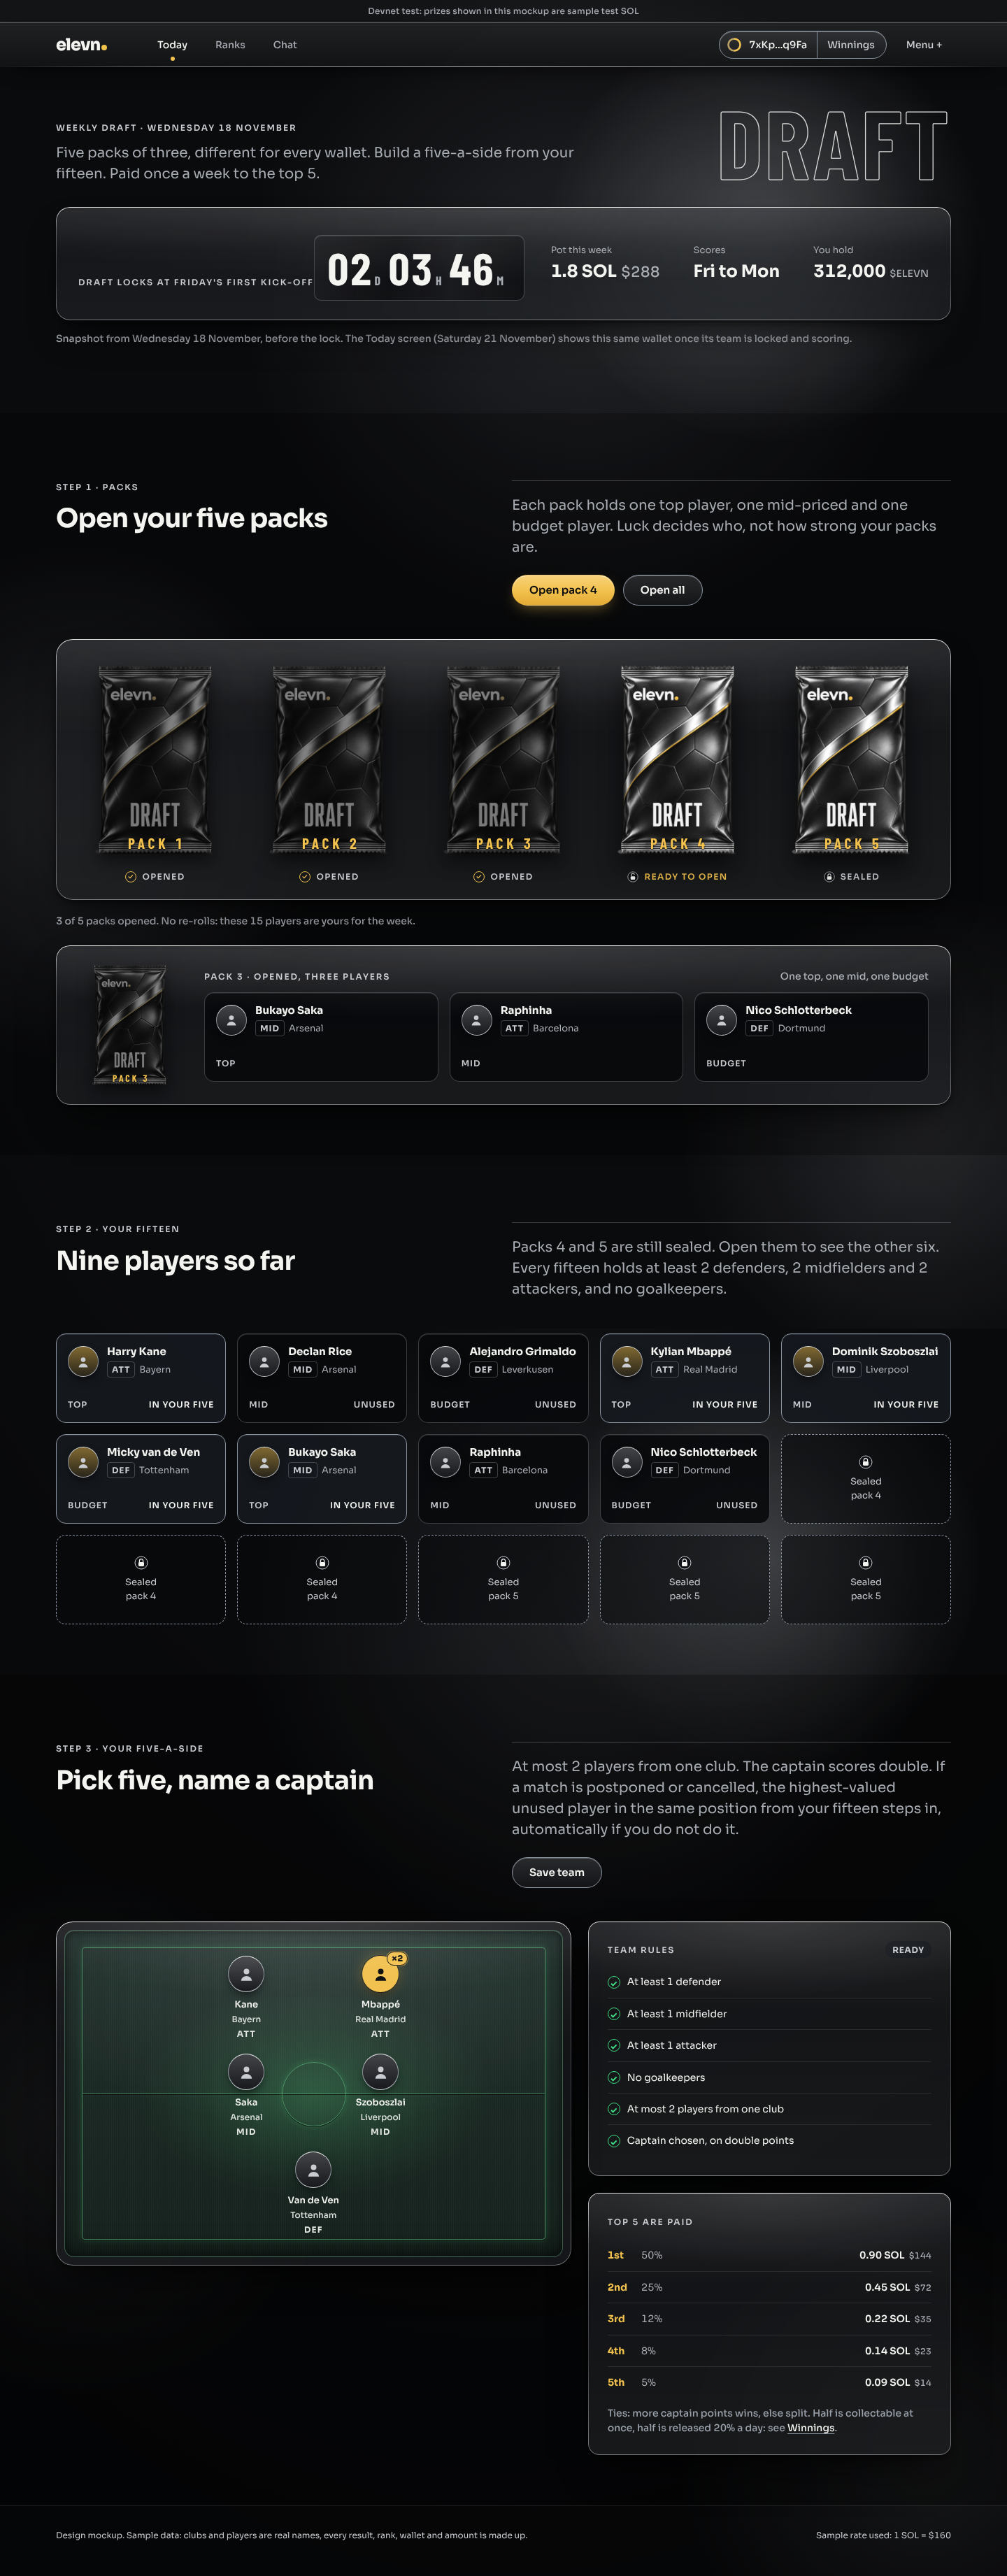 Devnet test: prizes shown in this mockup are sample test SOL
elevn.
Today
Ranks
Chat
7xKp...q9Fa
Winnings
Menu +
WEEKLY DRAFT · WEDNESDAY 18 NOVEMBER
Five packs of three, different for every wallet. Build a five-a-side from your
fifteen. Paid once a week to the top 5.
DRAFT
DRAFT LOCKS AT FRIDAY'S FIRST KICK-OFF
02 D 03 H 46 M
Pot this week
1.8 SOL $288
Scores
Fri to Mon
You hold
312,000 $ELEVN
Snapshot from Wednesday 18 November, before the lock. The Today screen (Saturday 21 November) shows this same wallet once its team is locked and scoring.
STEP 1 · PACKS
Open your five packs
Each pack holds one top player, one mid-priced and one
budget player. Luck decides who, not how strong your packs
are.
Open pack 4
Open all
elevn.
DRAFT
PACK 1
OPENED
elevn.
DRAFT
PACK 2
OPENED
elevn.
DRAFT
PACK 3
OPENED
elevn.
DRAFT
PACK 4
READY TO OPEN
elevn.
DRAFT
PACK 5
SEALED
3 of 5 packs opened. No re-rolls: these 15 player are yours for the week.
elevn.
DRAFT
PACK 3
PACK 3 · OPENED, THREE PLAYERS
One top, one mid, one budget
Bukayo Saka
MID Arsenal
TOP
Raphinha
ATT Barcelona
MID
Nico Schlotterbeck
DEF Dortmund
BUDGET
STEP 2 · YOUR FIFTEEN
Nine players so far
Packs 4 and 5 are still sealed. Open them to see the other six.
Every fifteen holds at least 2 defenders, 2 midfielders and 2
attackers, and no goalkeepers.
Harry Kane
ATT Bayern
TOP IN YOUR FIVE
Declan Rice
MID Arsenal
MID UNUSED
Alejandro Grimaldo
DEF Leverkusen
BUDGET UNUSED
Kylian Mbappé
ATT Real Madrid
TOP IN YOUR FIVE
Dominik Szoboszlai
MID Liverpool
MID IN YOUR FIVE
Micky van de Ven
DEF Tottenham
BUDGET IN YOUR FIVE
Bukayo Saka
MID Arsenal
TOP IN YOUR FIVE
Raphinha
ATT Barcelona
MID UNUSED
Nico Schlotterbeck
DEF Dortmund
BUDGET UNUSED
Sealed
pack 4
Sealed
pack 4
Sealed
pack 4
Sealed
pack 5
Sealed
pack 5
Sealed
pack 5
STEP 3 · YOUR FIVE-A-SIDE
Pick five, name a captain
At most 2 players from one club. The captain scores double. If
a match is postponed or cancelled, the highest-valued
unused player in the same position from your fifteen steps in,
automatically if you do not do it.
Save team
Kane
Bayern
ATT
×2
Mbappé
Real Madrid
ATT
Saka
Arsenal
MID
Szoboszlai
Liverpool
MID
Van de Ven
Tottenham
DEF
TEAM RULES
READY
At least 1 defender
At least 1 midfielder
At least 1 attacker
No goalkeepers
At most 2 players from one club
Captain chosen, on double points
TOP 5 ARE PAID
1st 50% 0.90 SOL $144
2nd 25% 0.45 SOL $72
3rd 12% 0.22 SOL $35
4th 8% 0.14 SOL $23
5th 5% 0.09 SOL $14
Ties: more captain points wins, else split. Half is collectable at
once, half is released 20% a day: see Winnings.
Design mockup. Sample data: clubs and players are real names, every result, rank, wallet and amount is made up.
Sample rate used: 1 SOL = $160